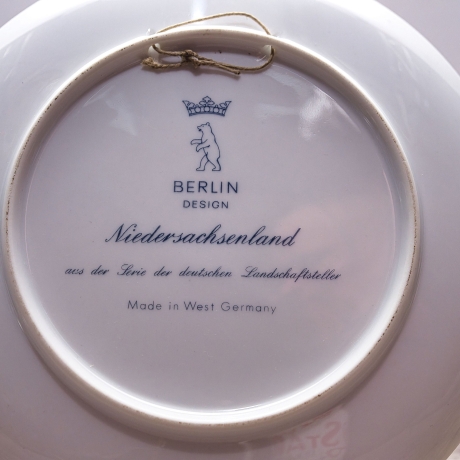 BERLIN
DESIGN
Niedersachsenland
aus der Serie der deutschen Landschaftsteller
Made in West Germany